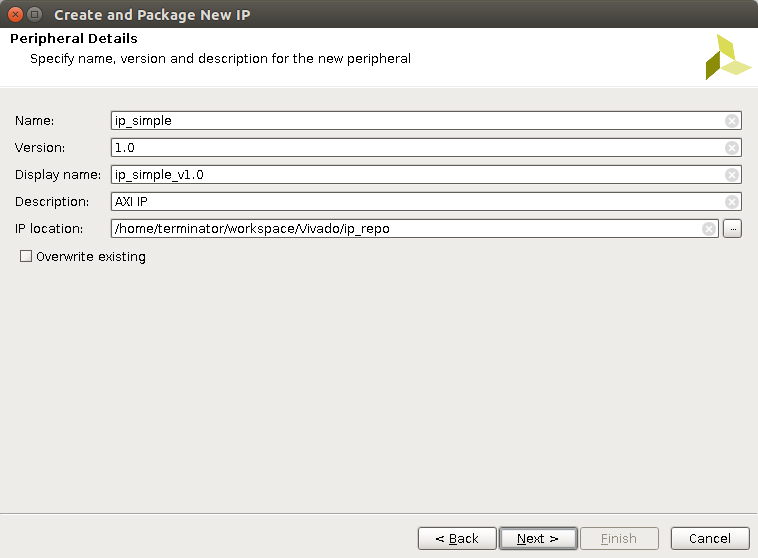 Create and Package New IP
Peripheral Details
Specify name, version and description for the new peripheral
Name: ip_simple
Version: 1.0
Display name: ip_simple_v1.0
Description: AXI IP
IP location: /home/terminator/workspace/Vivado/ip_repo ...
Overwrite existing
< Back Next > Finish Cancel